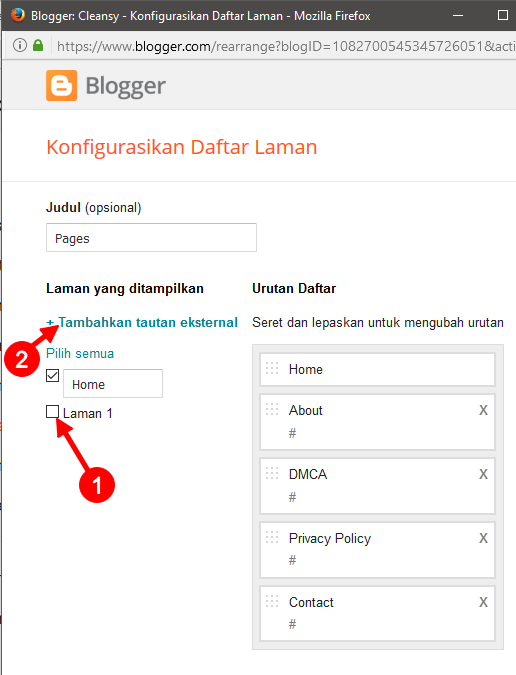 Blogger: Cleansy - Konfigurasikan Daftar Laman - Mozilla Firefox
https://www.blogger.com/rearrange?blogID=1082700545345726051&acti
Blogger
Konfigurasikan Daftar Laman
Judul (opsional)
Pages
Laman yang ditampilkan
+ Tambahkan tautan eksternal
2
Pilih semua
Home
Laman 1
1
Urutan Daftar
Seret dan lepaskan untuk mengubah urutan
Home
About X
#
DMCA X
#
Privacy Policy X
#
Contact X
#